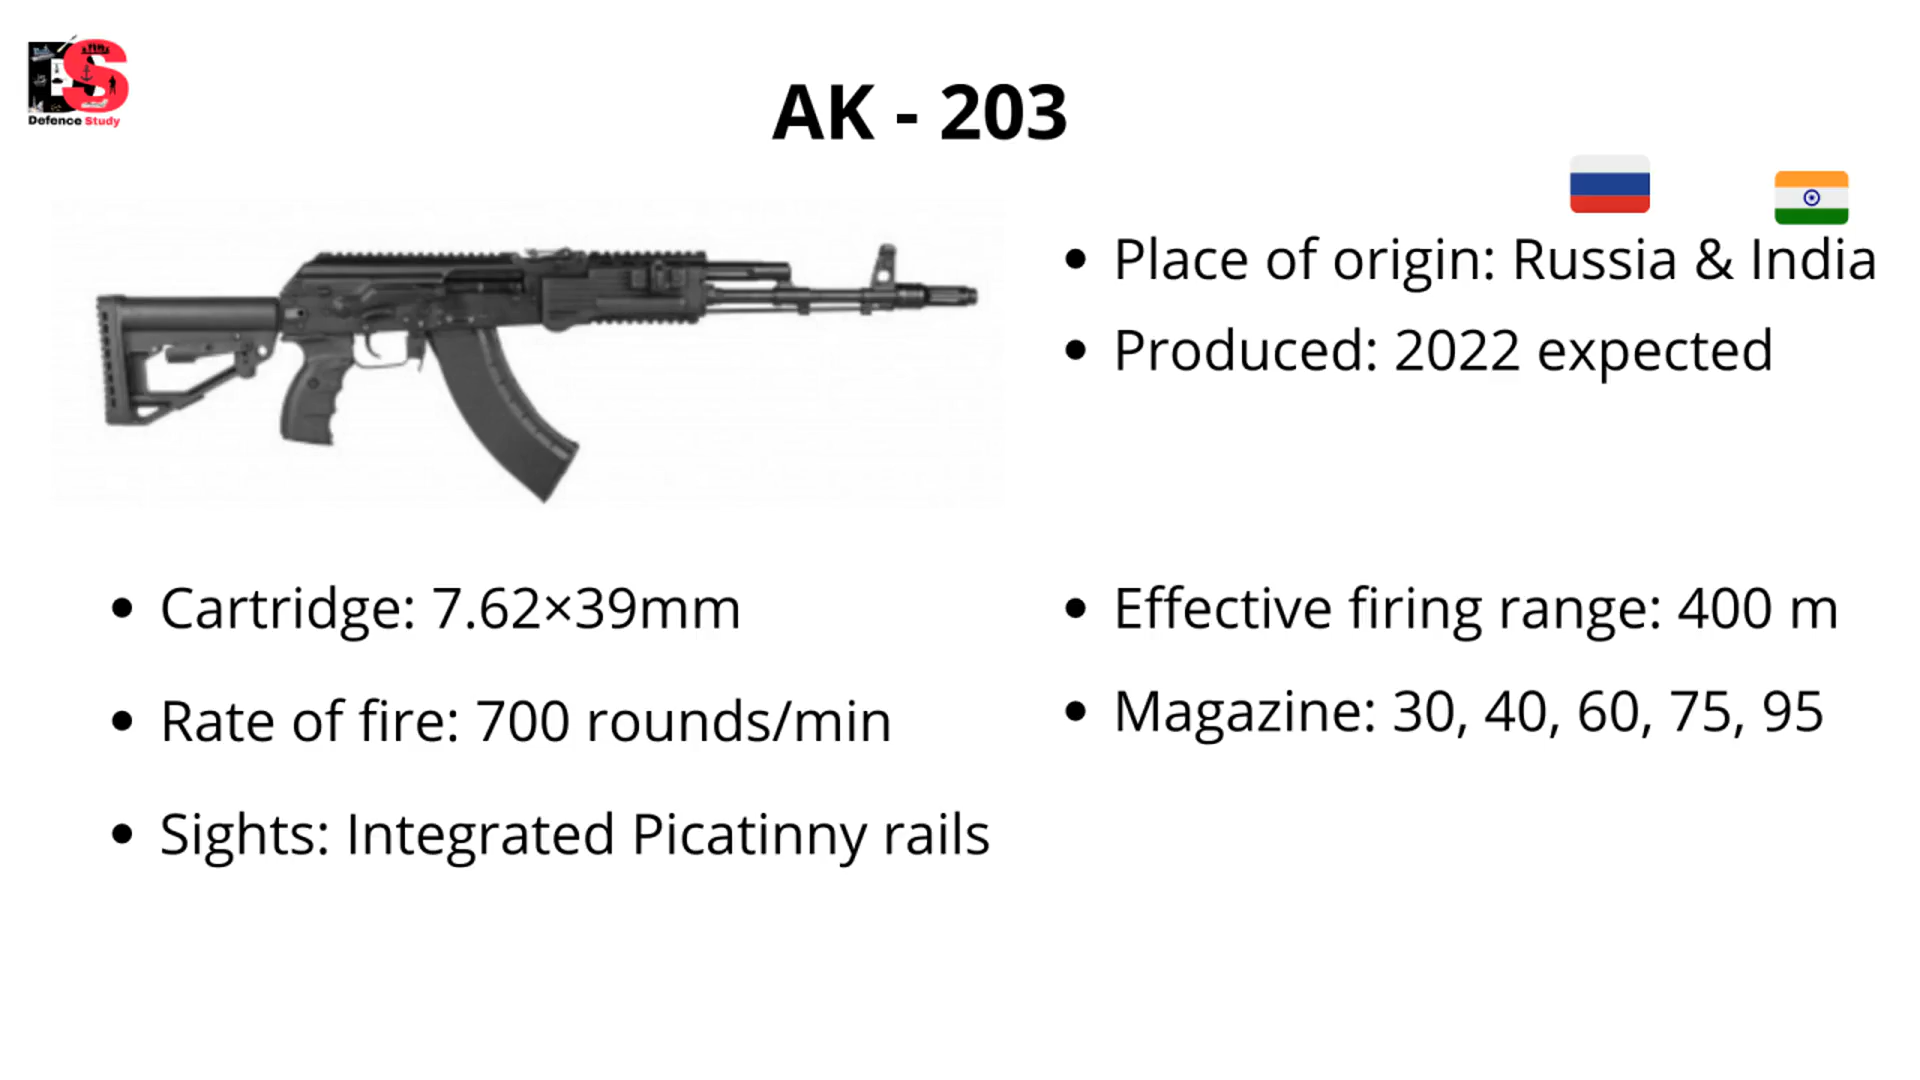 Defence Study
AK - 203
• Place of origin: Russia & India
• Produced: 2022 expected
• Cartridge: 7.62×39mm
• Rate of fire: 700 rounds/min
• Sights: Integrated Picatinny rails
• Effective firing range: 400 m
• Magazine: 30, 40, 60, 75, 95